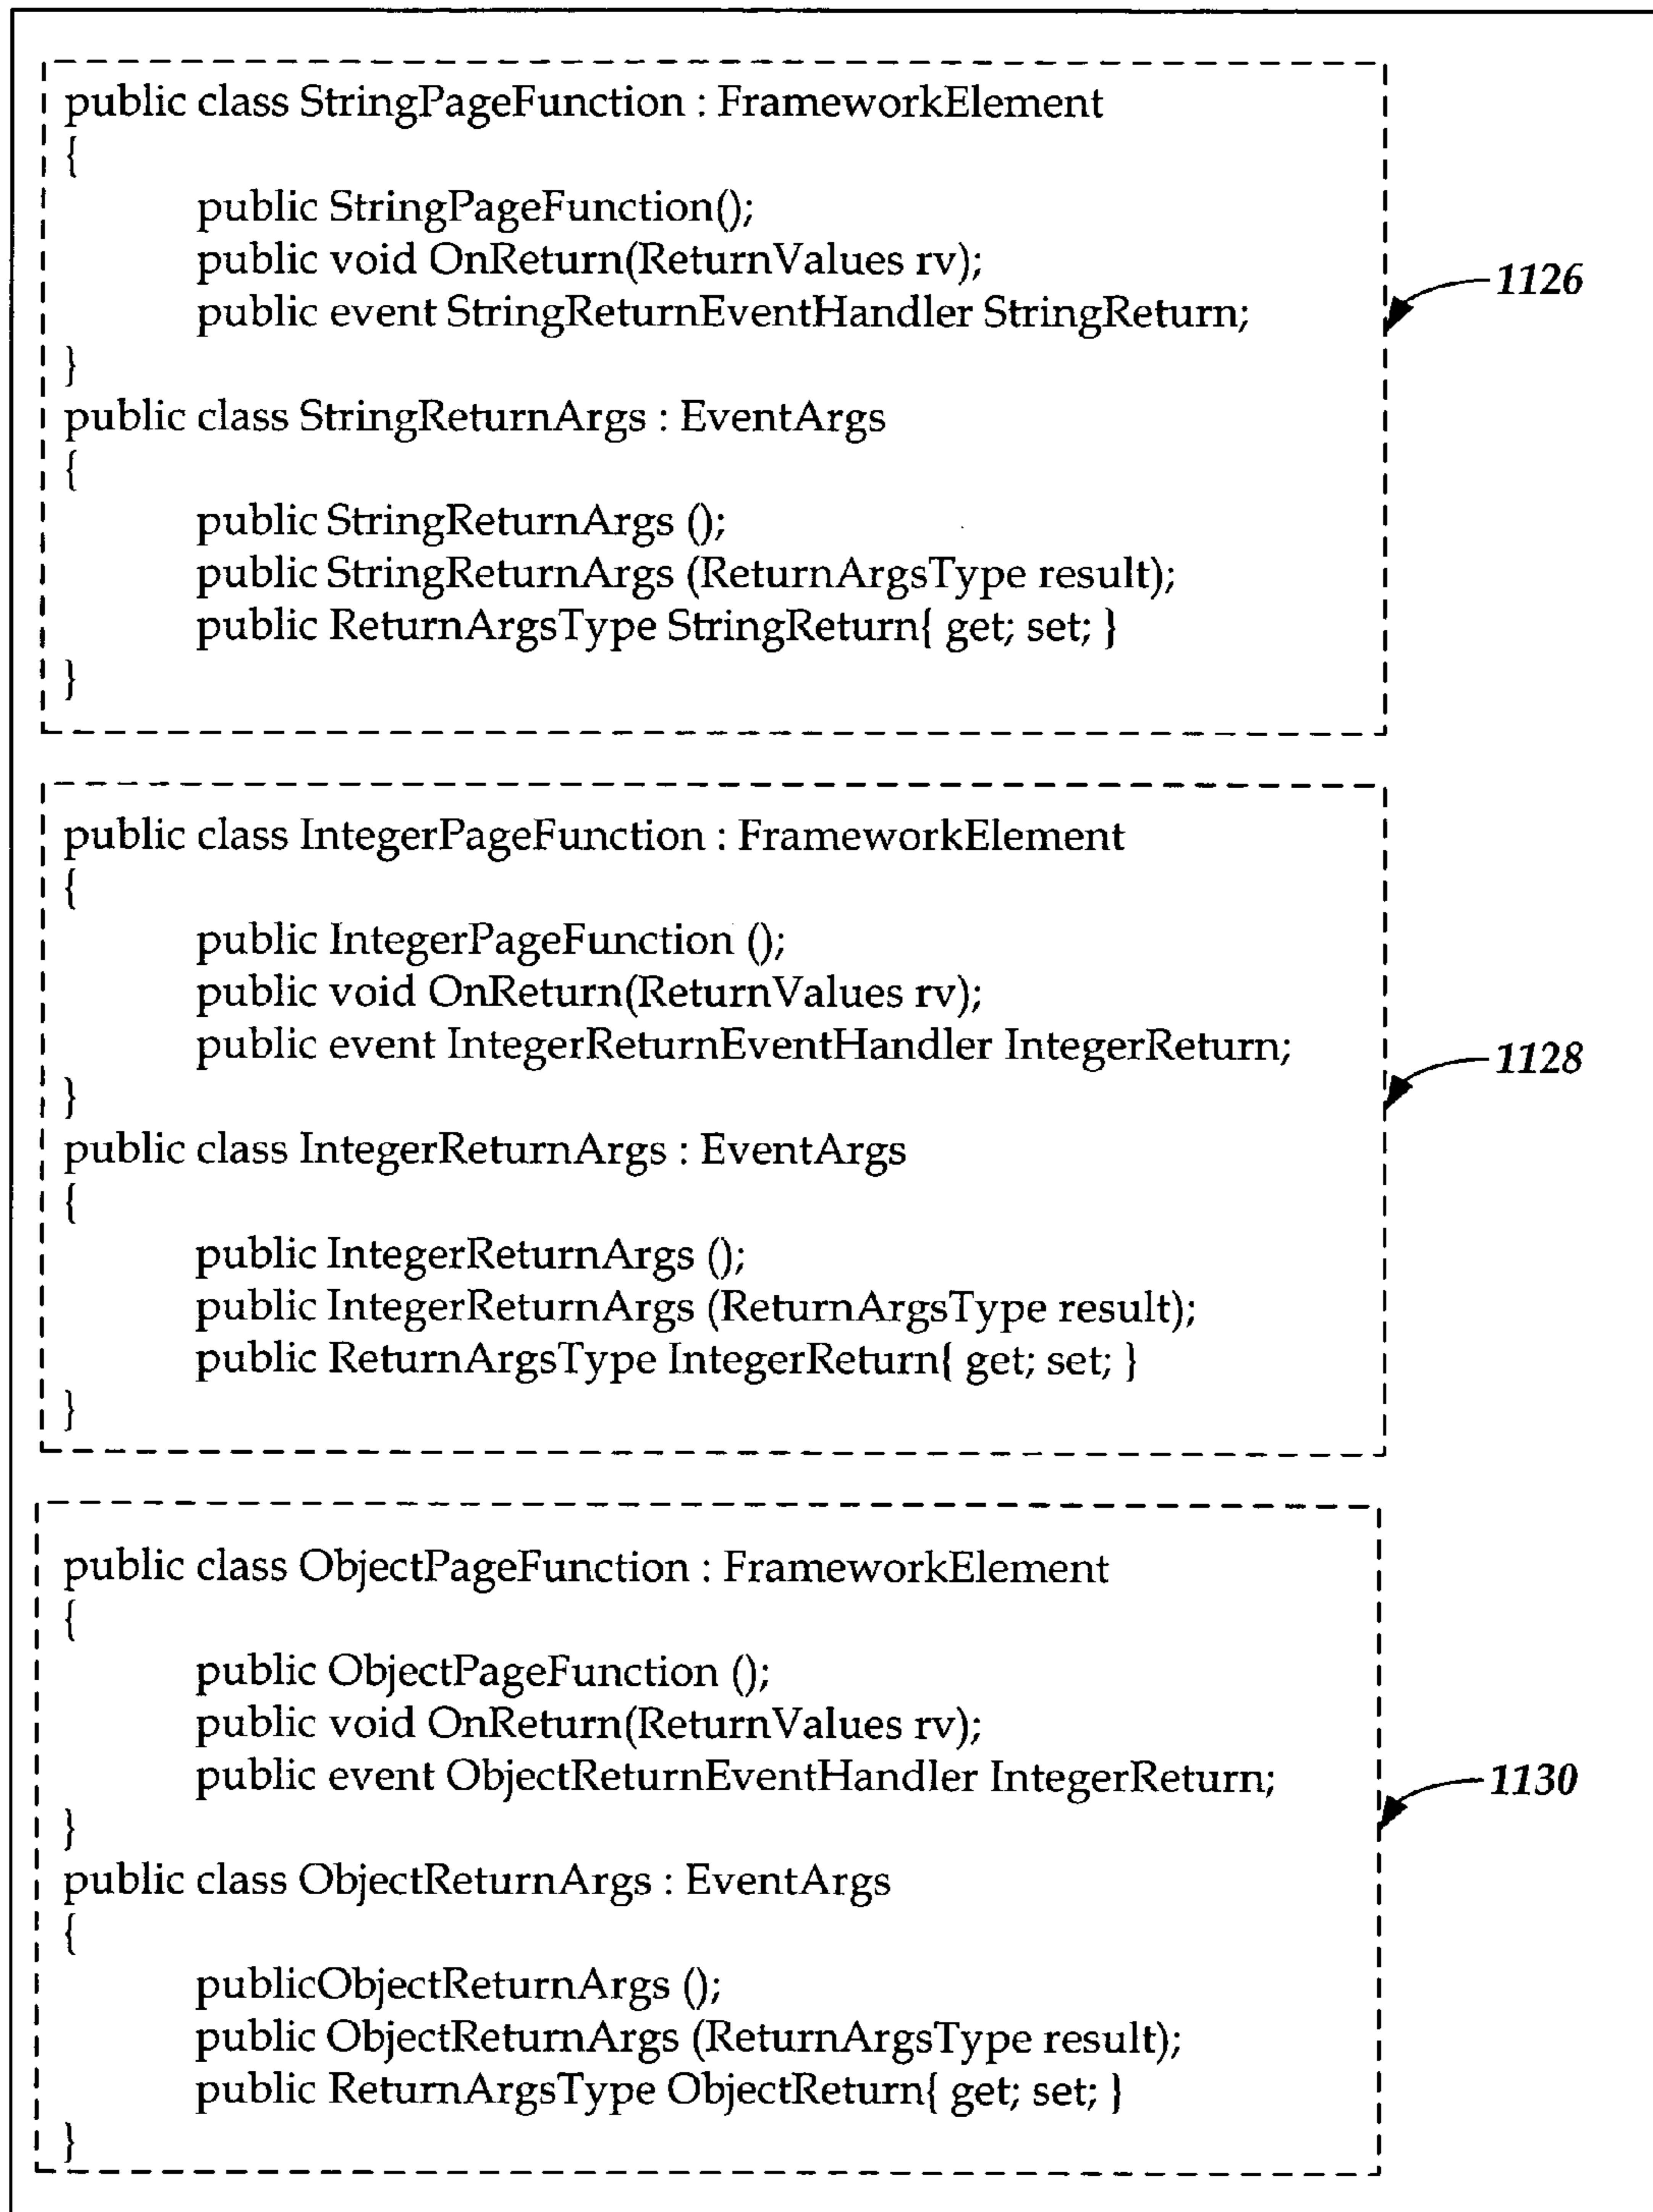 public class StringPageFunction : FrameworkElement
{
public StringPageFunction();
public void OnReturn(ReturnValues rv);
public event StringReturnEventHandler StringReturn;
}
public class StringReturnArgs : EventArgs
{
public StringReturnArgs ();
public StringReturnArgs (ReturnArgsType result);
public ReturnArgsType StringReturn{ get; set; }
}
1126
public class IntegerPageFunction : FrameworkElement
{
public IntegerPageFunction ();
public void OnReturn(ReturnValues rv);
public event IntegerReturnEventHandler IntegerReturn;
}
public class IntegerReturnArgs : EventArgs
{
public IntegerReturnArgs ();
public IntegerReturnArgs (ReturnArgsType result);
public ReturnArgsType IntegerReturn{ get; set; }
}
1128
public class ObjectPageFunction : FrameworkElement
{
public ObjectPageFunction ();
public void OnReturn(ReturnValues rv);
public event ObjectReturnEventHandler IntegerReturn;
}
public class ObjectReturnArgs : EventArgs
{
publicObjectReturnArgs ();
public ObjectReturnArgs (ReturnArgsType result);
public ReturnArgsType ObjectReturn{ get; set; }
}
1130